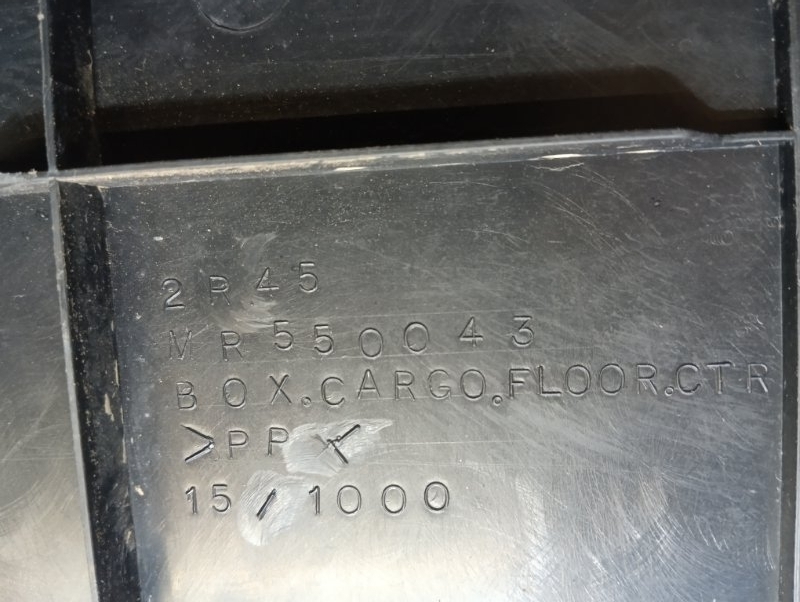 2R45
MR550043
BOX.CARGO.FLOOR.CTR
>PP<
15/1000